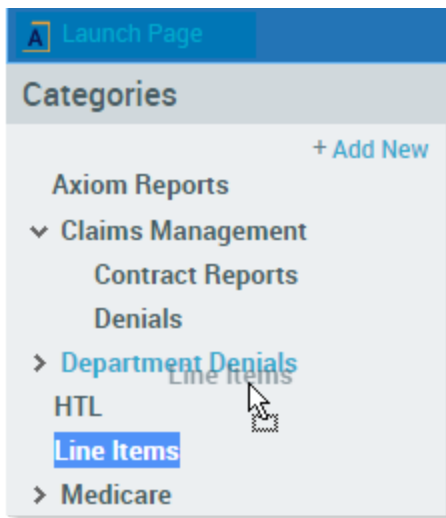 A Launch Page
Categories
+ Add New
Axiom Reports
Claims Management
Contract Reports
Denials
Department Denials
Line Items
HTL
Line Items
Medicare